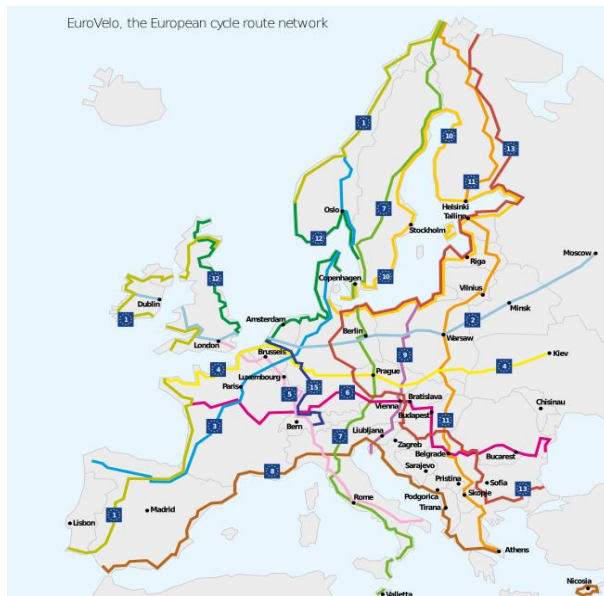 EuroVelo, the European cycle route network
1
10
13
11
7
Helsinki
Oslo
Tallinn
12
Stockholm
Moscow
Riga
12
Copenhagen
10
Vilnius
Dublin
Minsk
1
2
Amsterdam
Berlin
London
Warsaw
Brussels
9
Kiev
4
4
Luxembourg
Prague
Paris
15
5
6
Bratislava
Vienna
Chisinau
Budapest
3
Bern
11
7
Ljubljana
Zagreb
Belgrade
Bucarest
8
Sarajevo
Pristina
Sofia
13
Podgorica
Skopje
Rome
Madrid
Tirana
1
Lisbon
Athens
Nicosia
Valletta